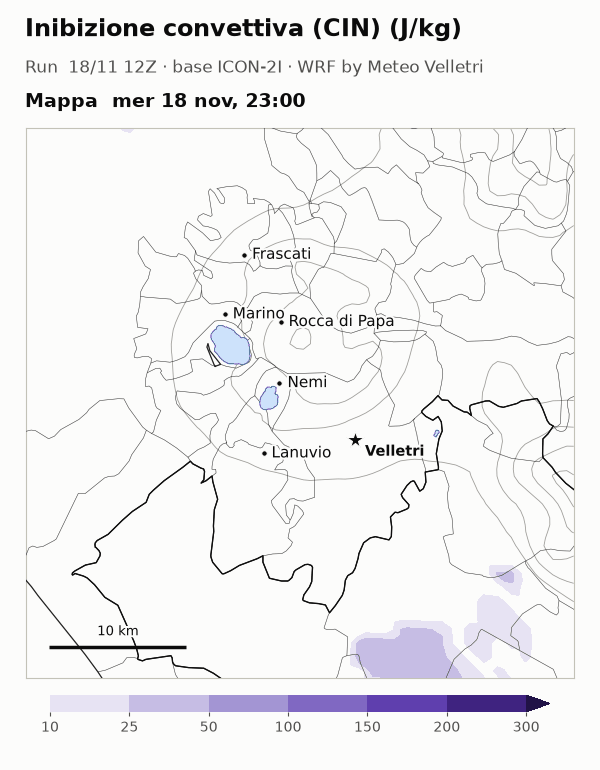 Inibizione convettiva (CIN) (J/kg)
Run  18/11 12Z · base ICON-2I · WRF by Meteo Velletri
Mappa  mer 18 nov, 23:00
Frascati
Marino
Rocca di Papa
Nemi
Velletri
Lanuvio
10 km
10 25 50 100 150 200 300